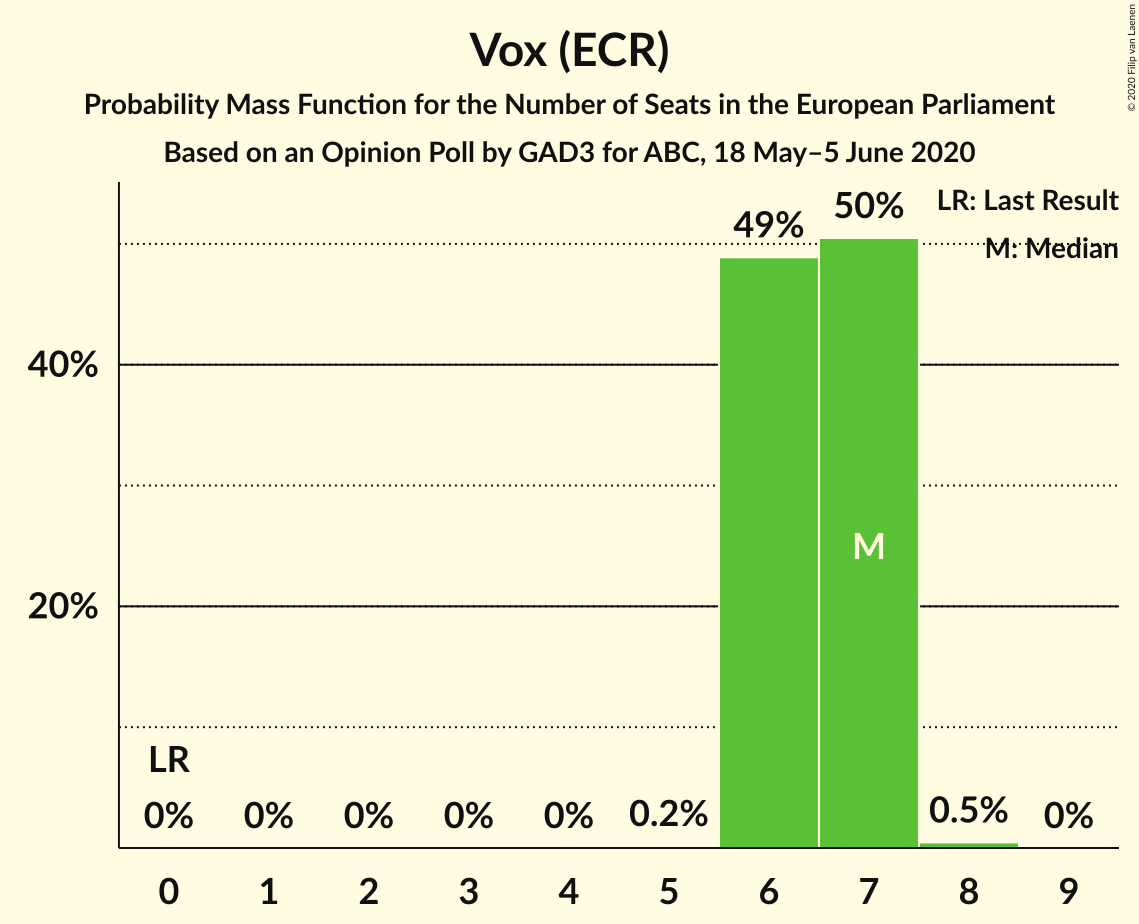 Vox (ECR)
Probability Mass Function for the Number of Seats in the European Parliament
Based on an Opinion Poll by GAD3 for ABC, 18 May–5 June 2020
© 2020 Filip van Laenen
LR: Last Result
M: Median
49%
50%
40%
20%
M
LR
0%
0%
0%
0%
0%
0.2%
0.5%
0%
0
1
2
3
4
5
6
7
8
9